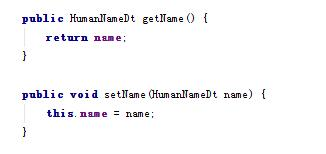 public HumanNameDt getName() {
return name;
}
public void setName(HumanNameDt name) {
this.name = name;
}